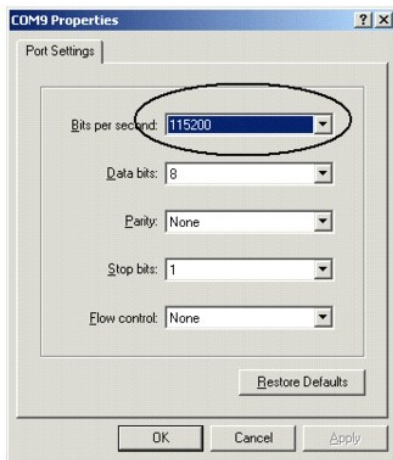 COM9 Properties
Port Settings
Bits per second: 115200
Data bits: 8
Parity: None
Stop bits: 1
Flow control: None
Restore Defaults
OK Cancel Apply